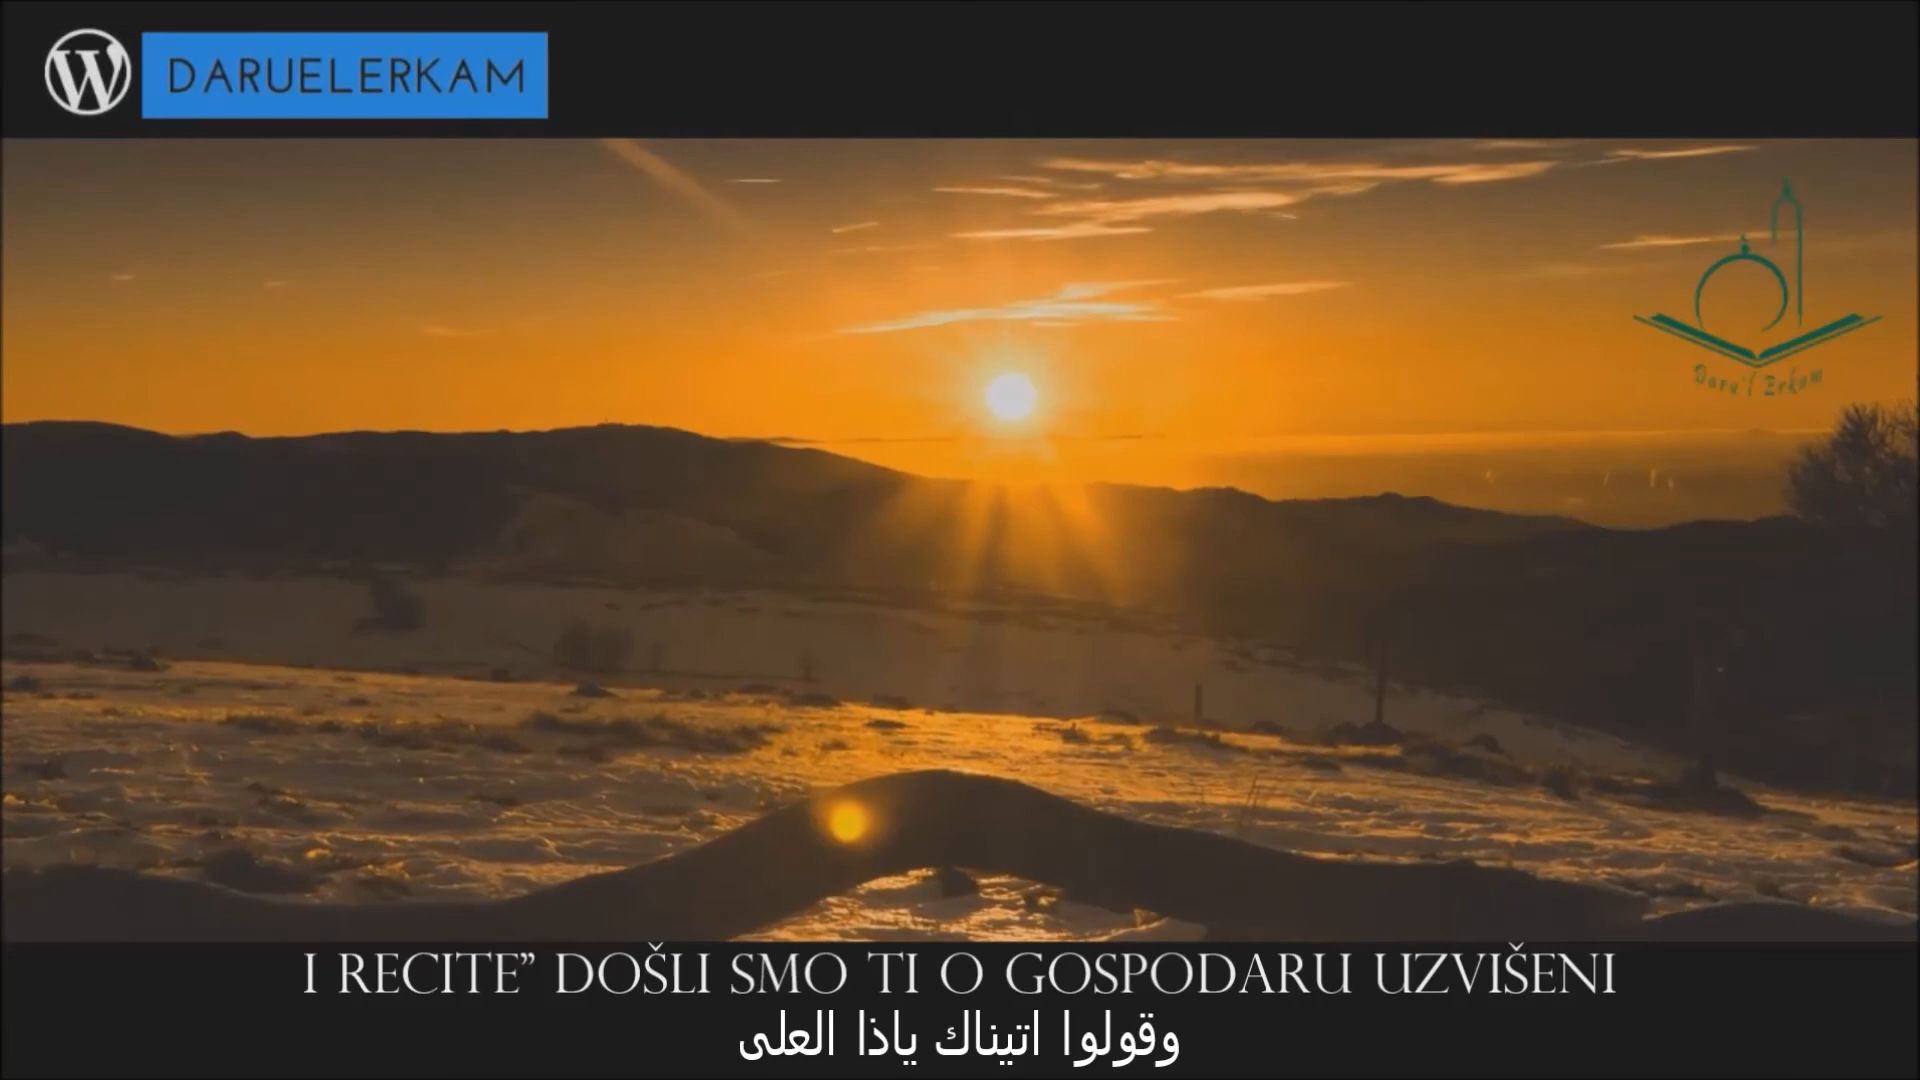 DARUELERKAM
Daru'l Erkam
I RECITE” DOŠLI SMO TI O GOSPODARU UZVIŠENI
وقولوا اتيناك ياذا العلى